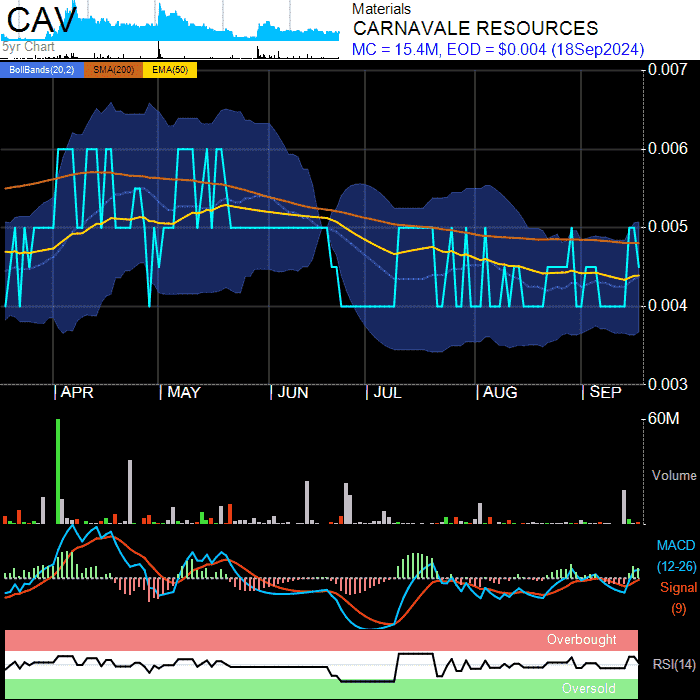 CAV
5yr Chart
Materials
CARNAVALE RESOURCES
MC = 15.4M, EOD = $0.004 (18Sep2024)
BollBands(20,2) SMA(200) EMA(50)
0.007
0.006
0.005
0.004
0.003
APR MAY JUN JUL AUG SEP
60M
Volume
MACD
(12-26)
Signal
(9)
Overbought
RSI(14)
Oversold